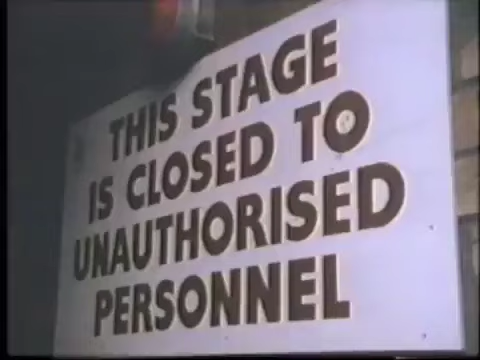 THIS STAGE
IS CLOSED TO
UNAUTHORISED
PERSONNEL